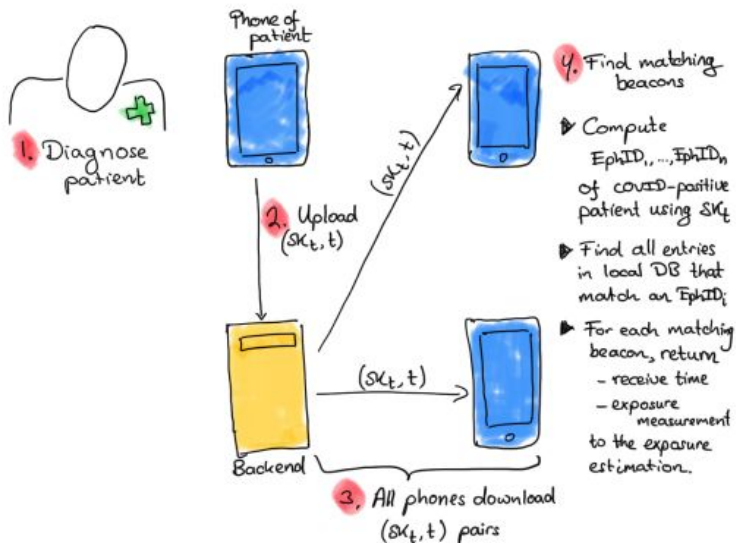 Phone of
patient
1. Diagnose
patient
2. Upload
(SKt, t)
(SKt, t)
(SKt, t)
Backend
3. All phones download
(SKt, t) pairs
4. Find matching
beacons
▶ Compute
EphID1,...,EphIDn
of COVID-positive
patient using SKt
▶ Find all entries
in local DB that
match an EphIDi
▶ For each matching
beacon, return
- receive time
- exposure
measurement
to the exposure
estimation.